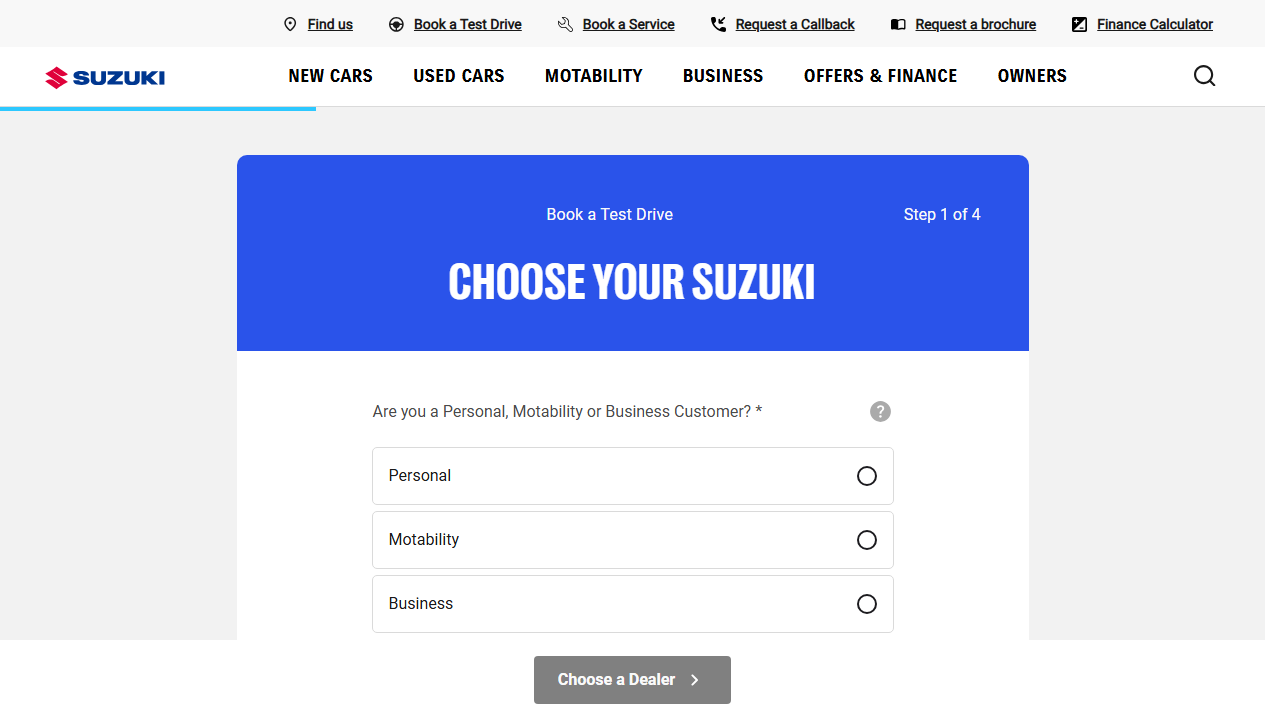 Find us Book a Test Drive Book a Service Request a Callback Request a brochure Finance Calculator
SUZUKI NEW CARS USED CARS MOTABILITY BUSINESS OFFERS & FINANCE OWNERS
Book a Test Drive Step 1 of 4
CHOOSE YOUR SUZUKI
Are you a Personal, Motability or Business Customer? * ?
Personal
Motability
Business
Choose a Dealer